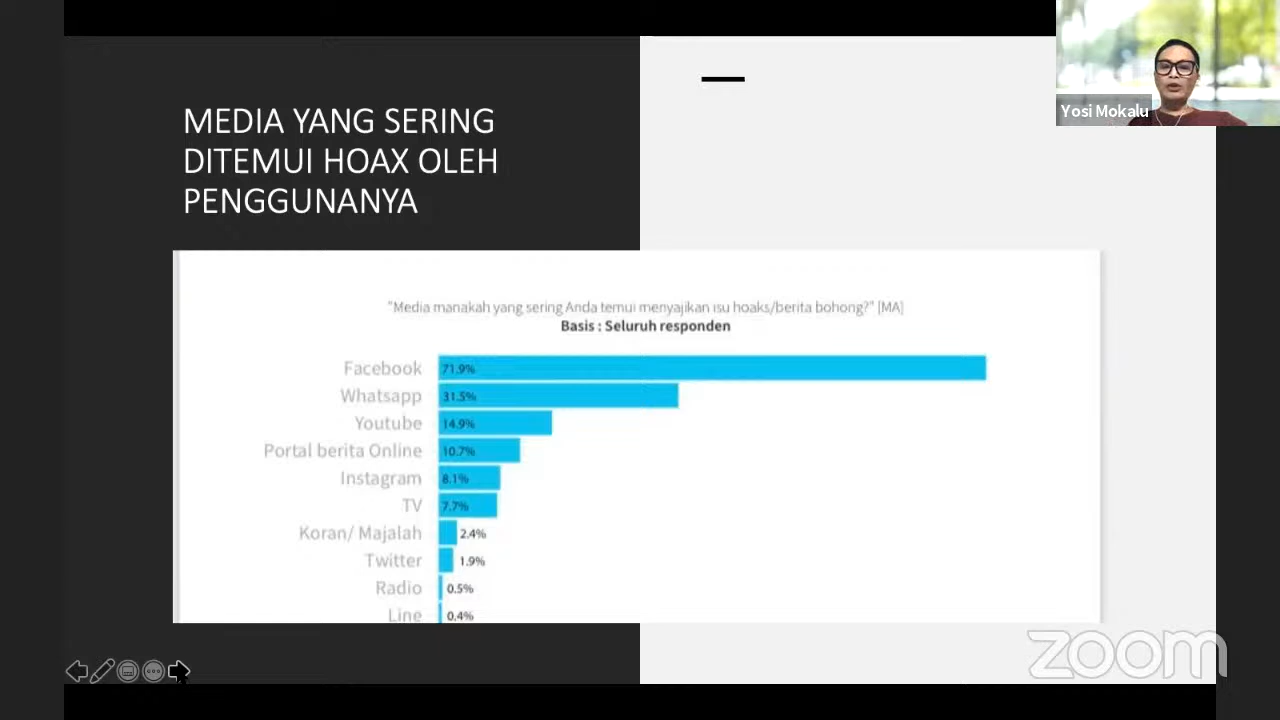 MEDIA YANG SERING
DITEMUI HOAX OLEH
PENGGUNANYA
Yosi Mokalu
"Media manakah yang sering Anda temui menyajikan isu hoaks/berita bohong?" [MA]
Basis : Seluruh responden
Facebook 71.9%
Whatsapp 31.5%
Youtube 14.9%
Portal berita Online 10.7%
Instagram 8.1%
TV 7.7%
Koran/ Majalah 2.4%
Twitter 1.9%
Radio 0.5%
Line 0.4%
zoom